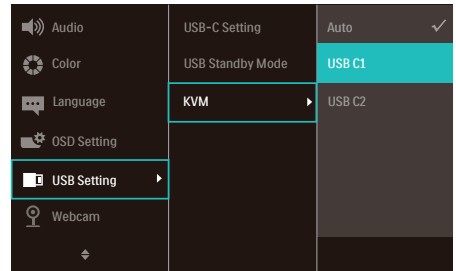 Audio
Color
Language
OSD Setting
USB Setting
Webcam
USB-C Setting
USB Standby Mode
KVM
Auto
USB C1
USB C2